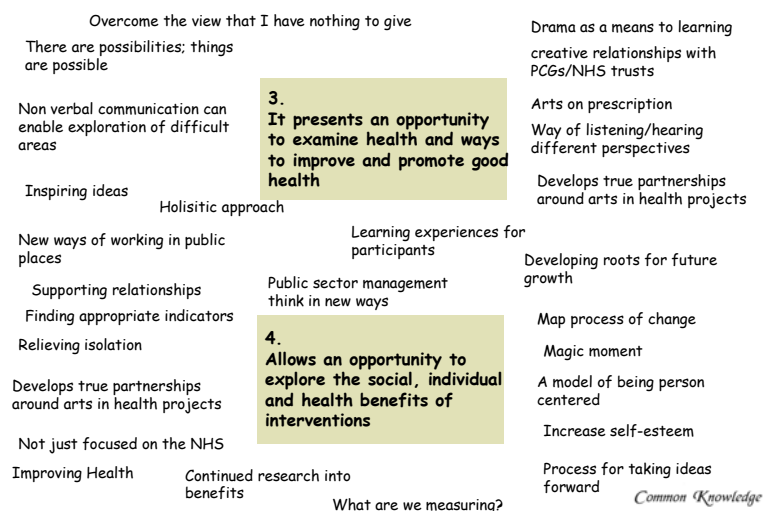 Overcome the view that I have nothing to give
There are possibilities; things
are possible
Non verbal communication can
enable exploration of difficult
areas
Inspiring ideas
Holisitic approach
3.
It presents an opportunity
to examine health and ways
to improve and promote good
health
Drama as a means to learning
creative relationships with
PCGs/NHS trusts
Arts on prescription
Way of listening/hearing
different perspectives
Develops true partnerships
around arts in health projects
New ways of working in public
places
Supporting relationships
Finding appropriate indicators
Relieving isolation
Develops true partnerships
around arts in health projects
Not just focused on the NHS
Improving Health
Learning experiences for
participants
Public sector management
think in new ways
4.
Allows an opportunity to
explore the social, individual
and health benefits of
interventions
Continued research into
benefits
What are we measuring?
Developing roots for future
growth
Map process of change
Magic moment
A model of being person
centered
Increase self-esteem
Process for taking ideas
forward
Common Knowledge